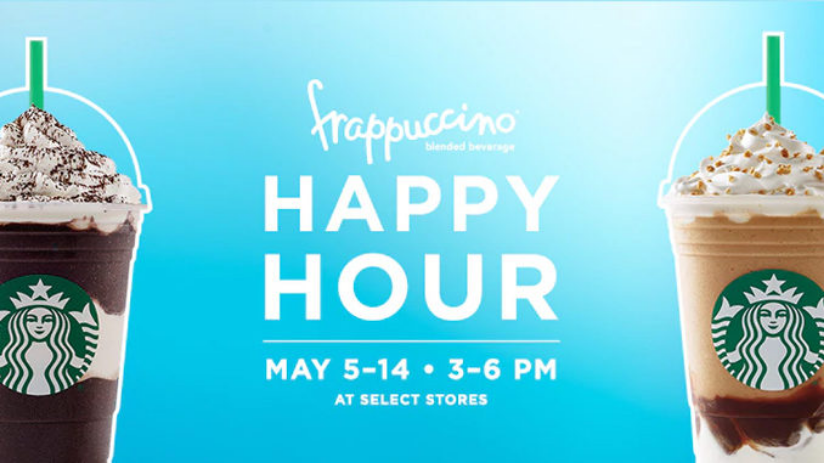 frappuccino
blended beverage
HAPPY
HOUR
MAY 5–14 • 3–6 PM
AT SELECT STORES